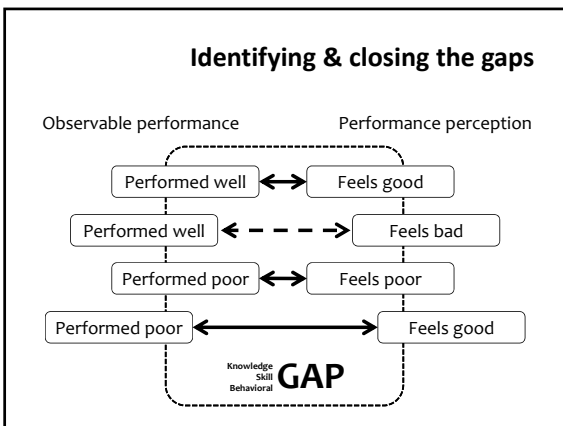 Identifying & closing the gaps
Observable performance Performance perception
Performed well Feels good
Performed well Feels bad
Performed poor Feels poor
Performed poor Feels good
Knowledge
Skill
Behavioral
GAP